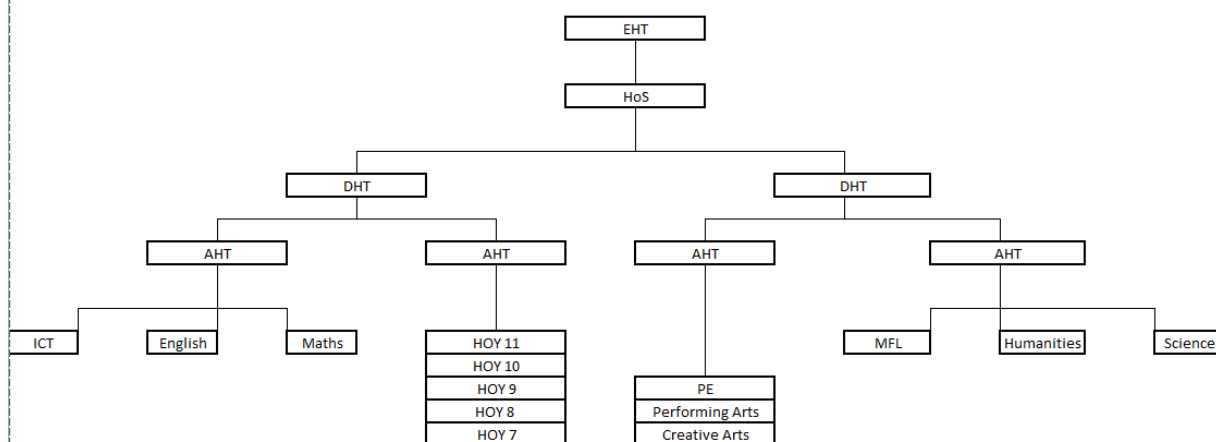 EHT
HoS
DHT
DHT
AHT
AHT
AHT
AHT
ICT
English
Maths
HOY 11
HOY 10
HOY 9
HOY 8
HOY 7
PE
Performing Arts
Creative Arts
MFL
Humanities
Science